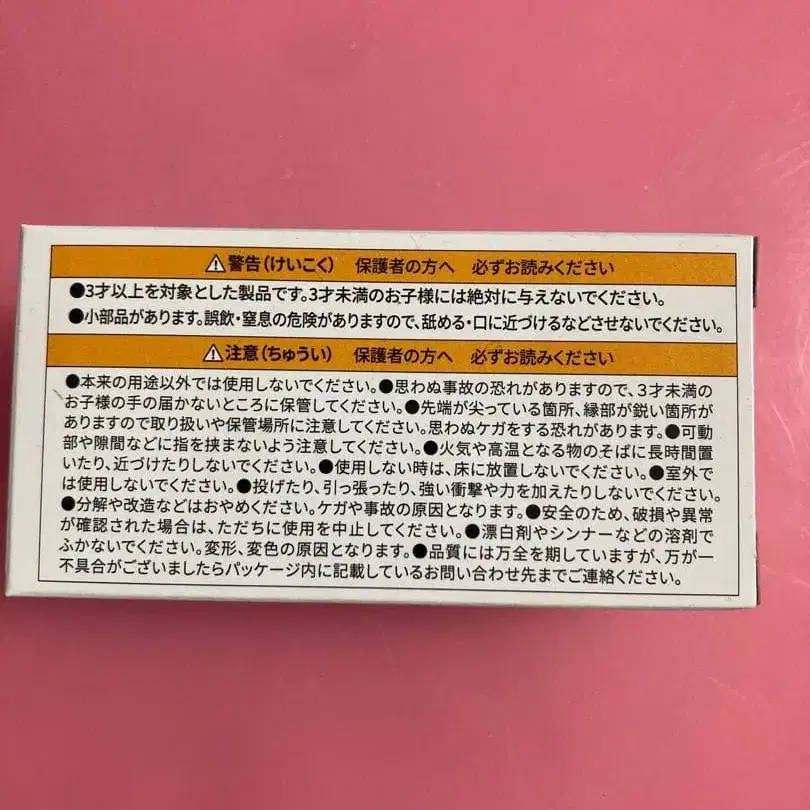 ⚠警告(けいこく) 保護者の方へ 必ずお読みください
●3才以上を対象とした製品です。3才未満のお子様には絶対に与えないでください。
●小部品があります。誤飲・窒息の危険がありますので、舐める・口に近づけるなどさせないでください。
⚠注意(ちゅうい) 保護者の方へ 必ずお読みください
●本来の用途以外では使用しないでください。●思わぬ事故の恐れがありますので、3才未満の
お子様の手の届かないところに保管してください。●先端が尖っている箇所、縁部が鋭い箇所が
ありますので取り扱いや保管場所に注意してください。思わぬケガをする恐れがあります。●可動
部や隙間などに指を挟まないよう注意してください。●火気や高温となる物のそばに長時間置
いたり、近づけたりしないでください。●使用しない時は、床に放置しないでください。●室外で
は使用しないでください。●投げたり、引っ張ったり、強い衝撃や力を加えたりしないでください。
●分解や改造などはおやめください。ケガや事故の原因となります。●安全のため、破損や異常
が確認された場合は、ただちに使用を中止してください。●漂白剤やシンナーなどの溶剤で
ふかないでください。変形、変色の原因となります。●品質には万全を期していますが、万が一
不具合がございましたらパッケージ内に記載しているお問い合わせ先までご連絡ください。